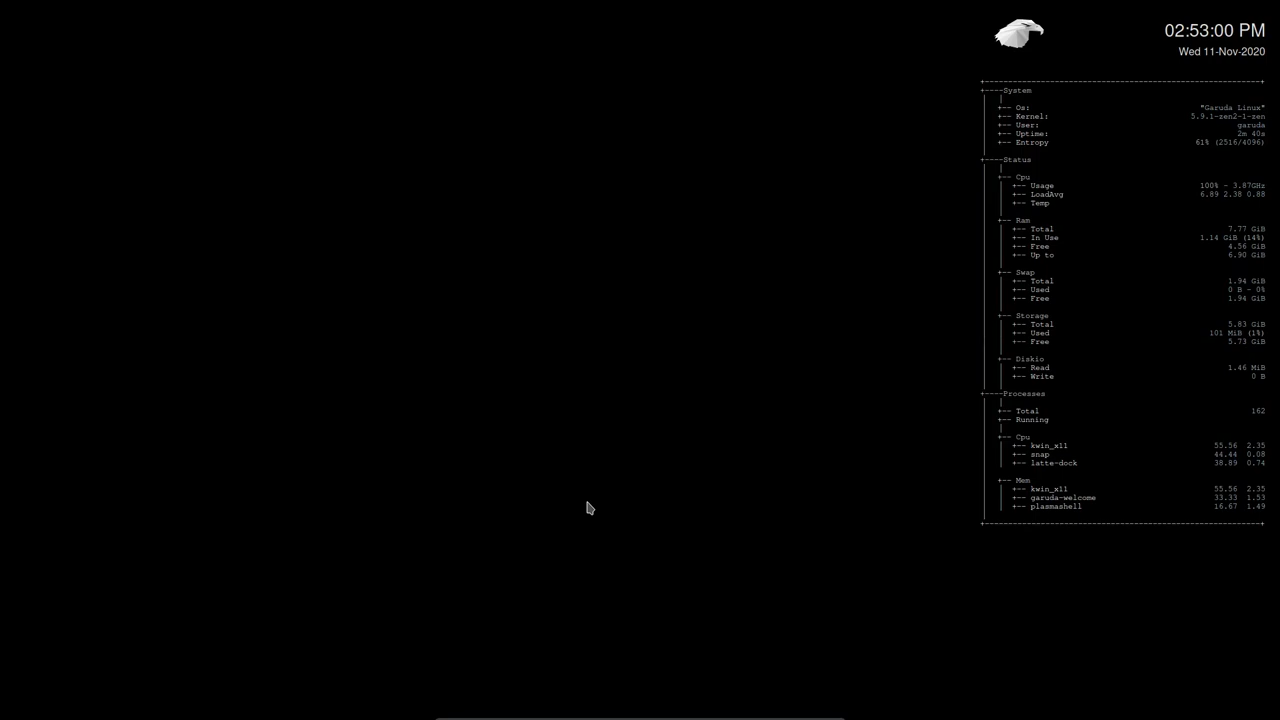 02:53:00 PM
Wed 11-Nov-2020
System
Os: "Garuda Linux"
Kernel: 5.9.1-zen2-1-zen
User: garuda
Uptime: 2m 40s
Entropy 61% (2516/4096)
Status
Cpu
Usage 100% - 3.87GHz
LoadAvg 6.89 2.38 0.88
Temp
Ram
Total 7.77 GiB
In Use 1.14 GiB (14%)
Free 4.56 GiB
Up to 6.90 GiB
Swap
Total 1.94 GiB
Used 0 B - 0%
Free 1.94 GiB
Storage
Total 5.83 GiB
Used 101 MiB (1%)
Free 5.73 GiB
Diskio
Read 1.46 MiB
Write 0 B
Processes
Total 162
Running
Cpu
kwin_x11 55.56 2.35
snap 44.44 0.08
latte-dock 38.89 0.74
Mem
kwin_x11 55.56 2.35
garuda-welcome 33.33 1.53
plasmashell 16.67 1.49